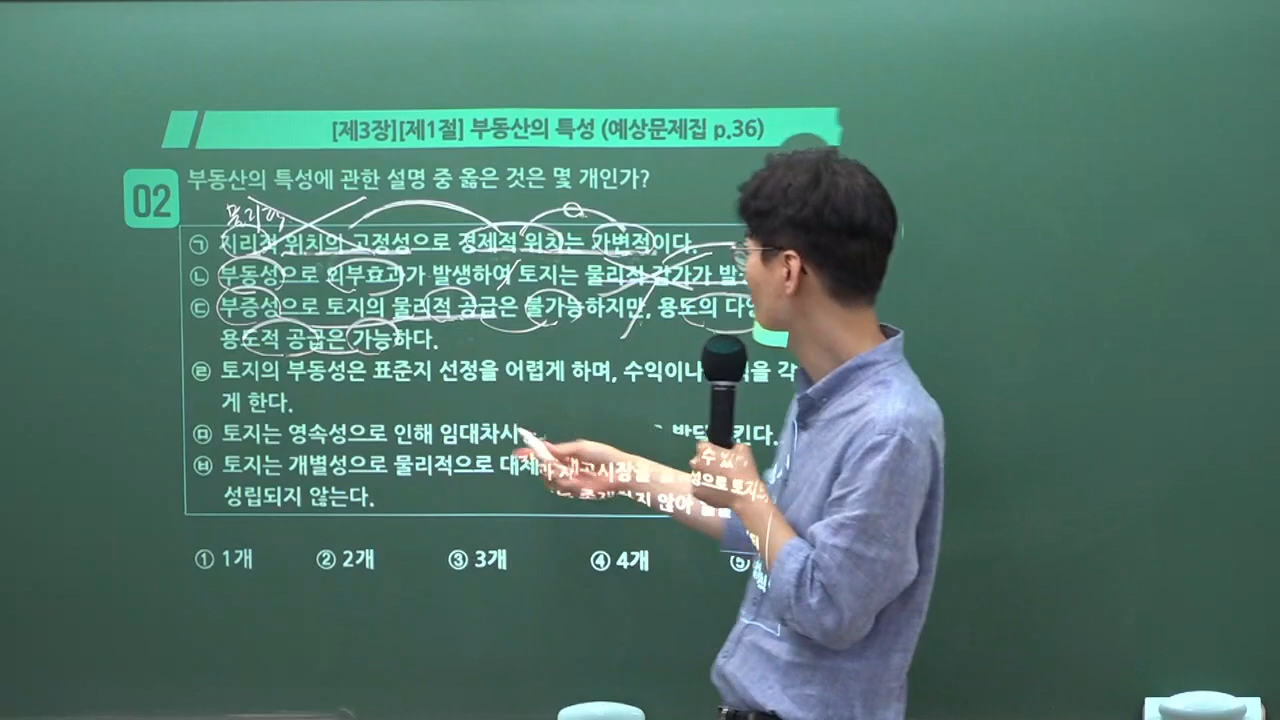 [제3장][제1절] 부동산의 특성 (예상문제집 p.36)
02 부동산의 특성에 관한 설명 중 옳은 것은 몇 개인가?
물리적
㉠ 지리적 위치의 고정성으로 경제적 위치는 가변적이다.
㉡ 부동성으로 외부효과가 발생하여 토지는 물리적 감가가
㉢ 부증성으로 토지의 물리적 공급은 불가능하지만, 용도의
용도적 공급은 가능하다.
㉣ 토지의 부동성은 표준지 선정을 어렵게 하며, 수익이나
게 한다.
㉤ 토지는 영속성으로 인해
㉥ 토지는 개별성으로 물리적으로
성립되지 않는다.
① 1개 ② 2개 ③ 3개 ④ 4개 ⑤